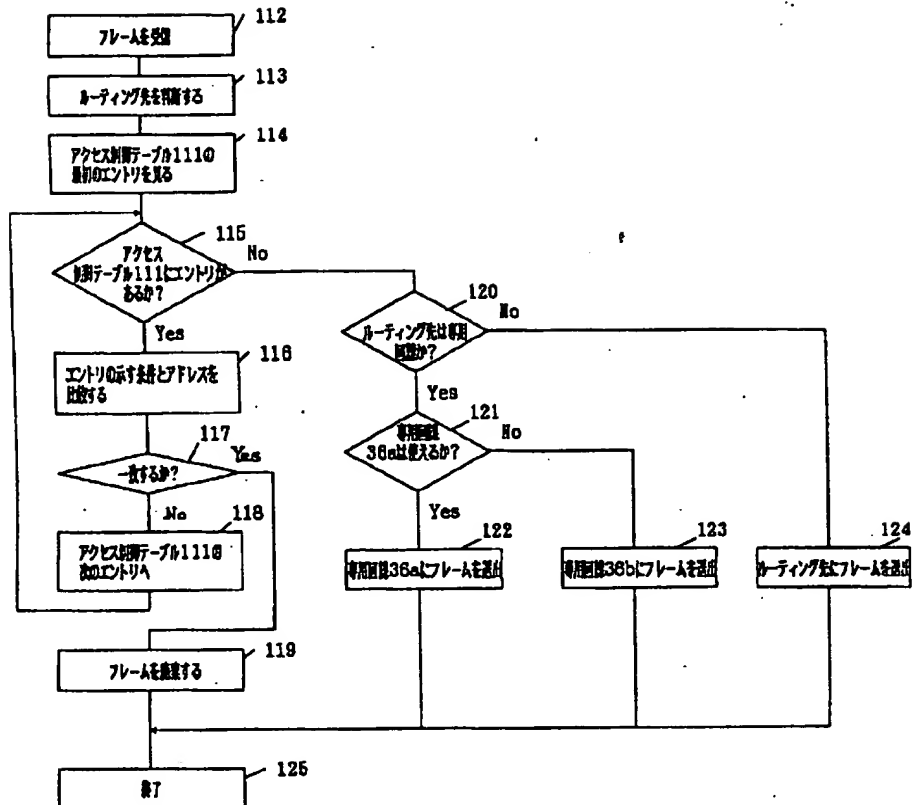 112
フレームを受信
113
ルーティング先を判断する
114
アクセス制御テーブル111の
最初のエントリを見る
115
アクセス
制御テーブル111にエントリが
あるか?
No
Yes
116
エントリの示す条件とアドレスを
比較する
117
一致するか?
Yes
No
118
アクセス制御テーブル111の
次のエントリへ
119
フレームを廃棄する
120
ルーティング先は専用
回線か?
No
Yes
121
専用回線
36aは使えるか?
No
Yes
122
専用回線36aにフレームを送出
123
専用回線36bにフレームを送出
124
ルーティング先にフレームを送出
125
終了